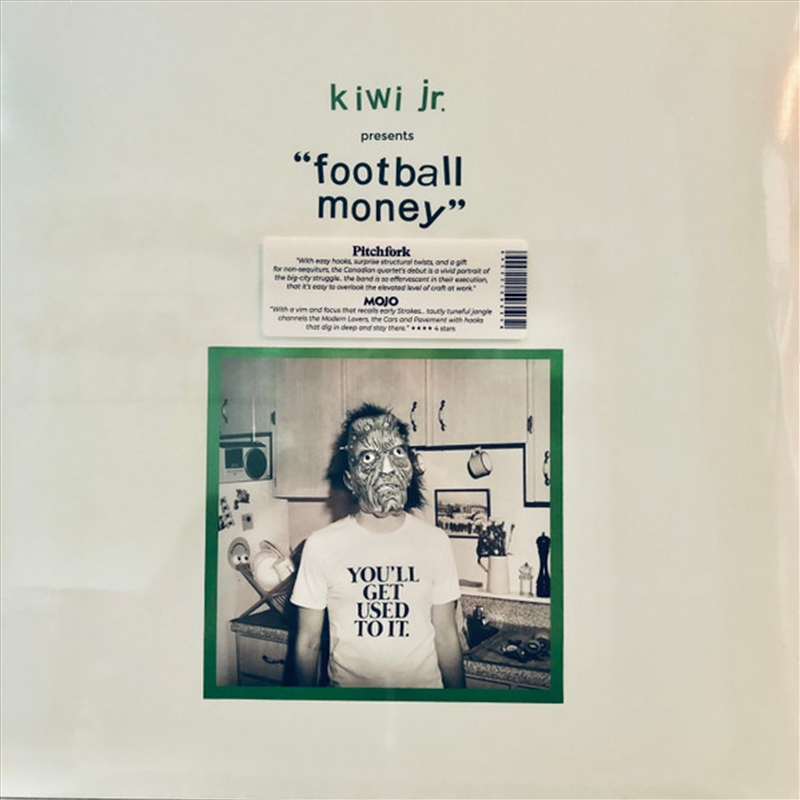 kiwi jr.
presents
“football
money”
Pitchfork
"With easy hooks, surprise structural twists, and a gift
for non-sequiturs, the Canadian quartet's debut is a vivid portrait of
the big-city struggle.. the band is so effervescent in their execution,
that it's easy to overlook the elevated level of craft at work."
MOJO
"With a vim and focus that recalls early Strokes... tautly tuneful jangle
channels the Modern Lovers, the Cars and Pavement with hooks
that dig in deep and stay there." ★★★★ 4 stars
YOU'LL
GET
USED
TO IT.